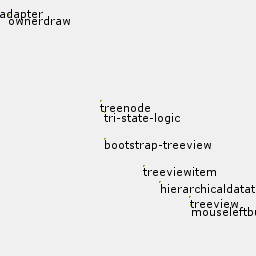 adapter
ownerdraw
treenode
tri-state-logic
bootstrap-treeview
treeviewitem
hierarchicaldatat
treeview
mouseleftbu